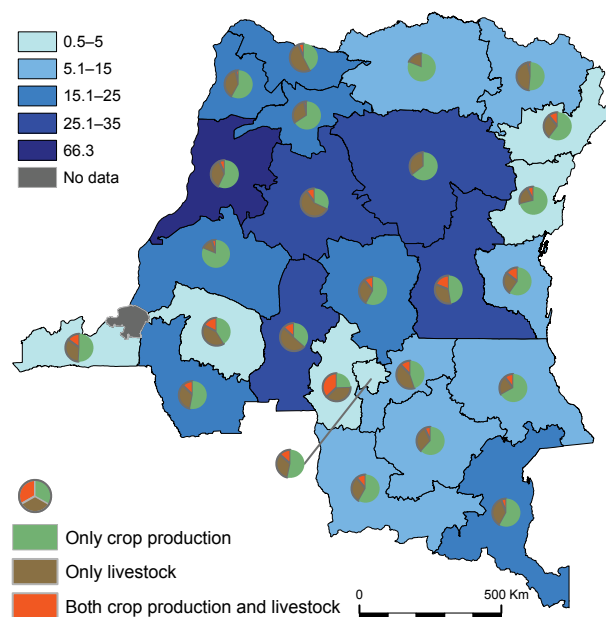 0.5–5
5.1–15
15.1–25
25.1–35
66.3
No data
Only crop production
Only livestock
Both crop production and livestock
0 500 Km